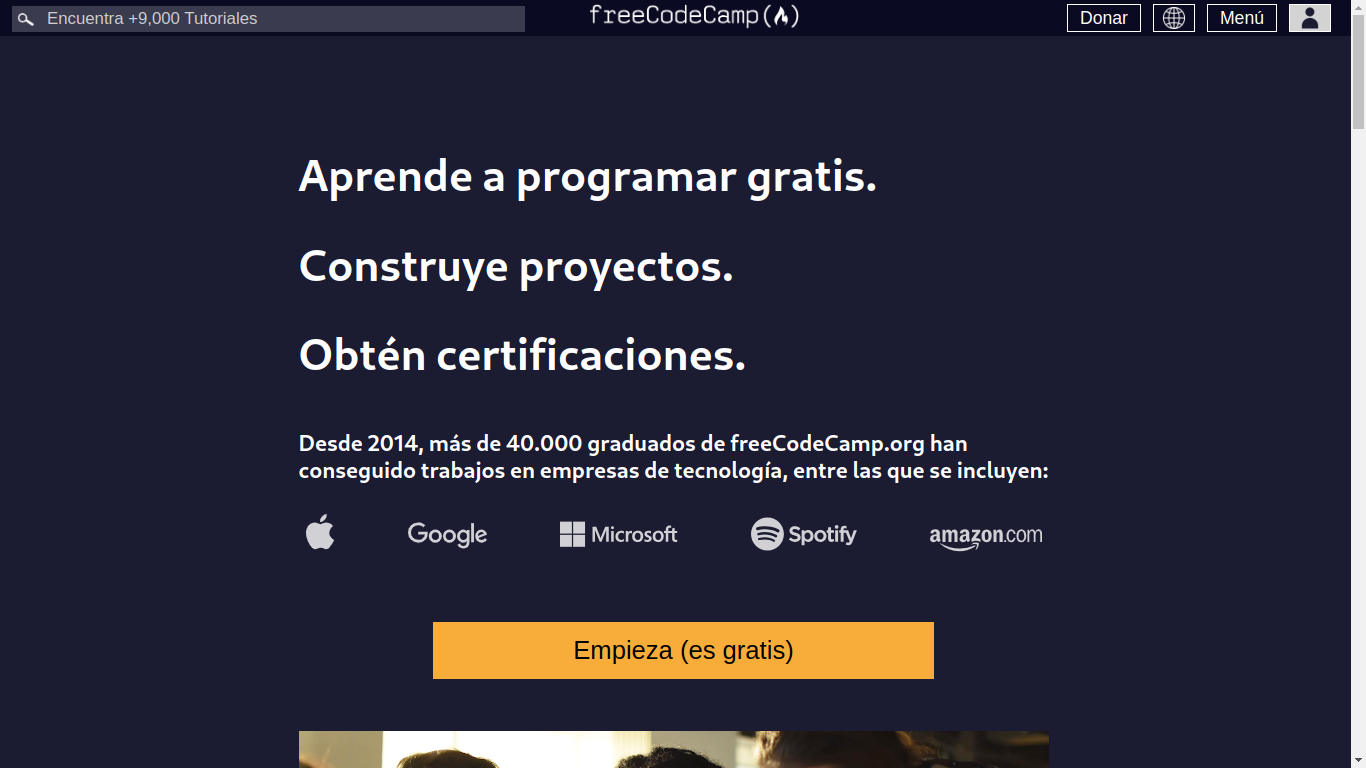 Encuentra +9,000 Tutoriales
freeCodeCamp
Donar
Menú
Aprende a programar gratis.
Construye proyectos.
Obtén certificaciones.
Desde 2014, más de 40.000 graduados de freeCodeCamp.org han
conseguido trabajos en empresas de tecnología, entre las que se incluyen:
Google
Microsoft
Spotify
amazon.com
Empieza (es gratis)